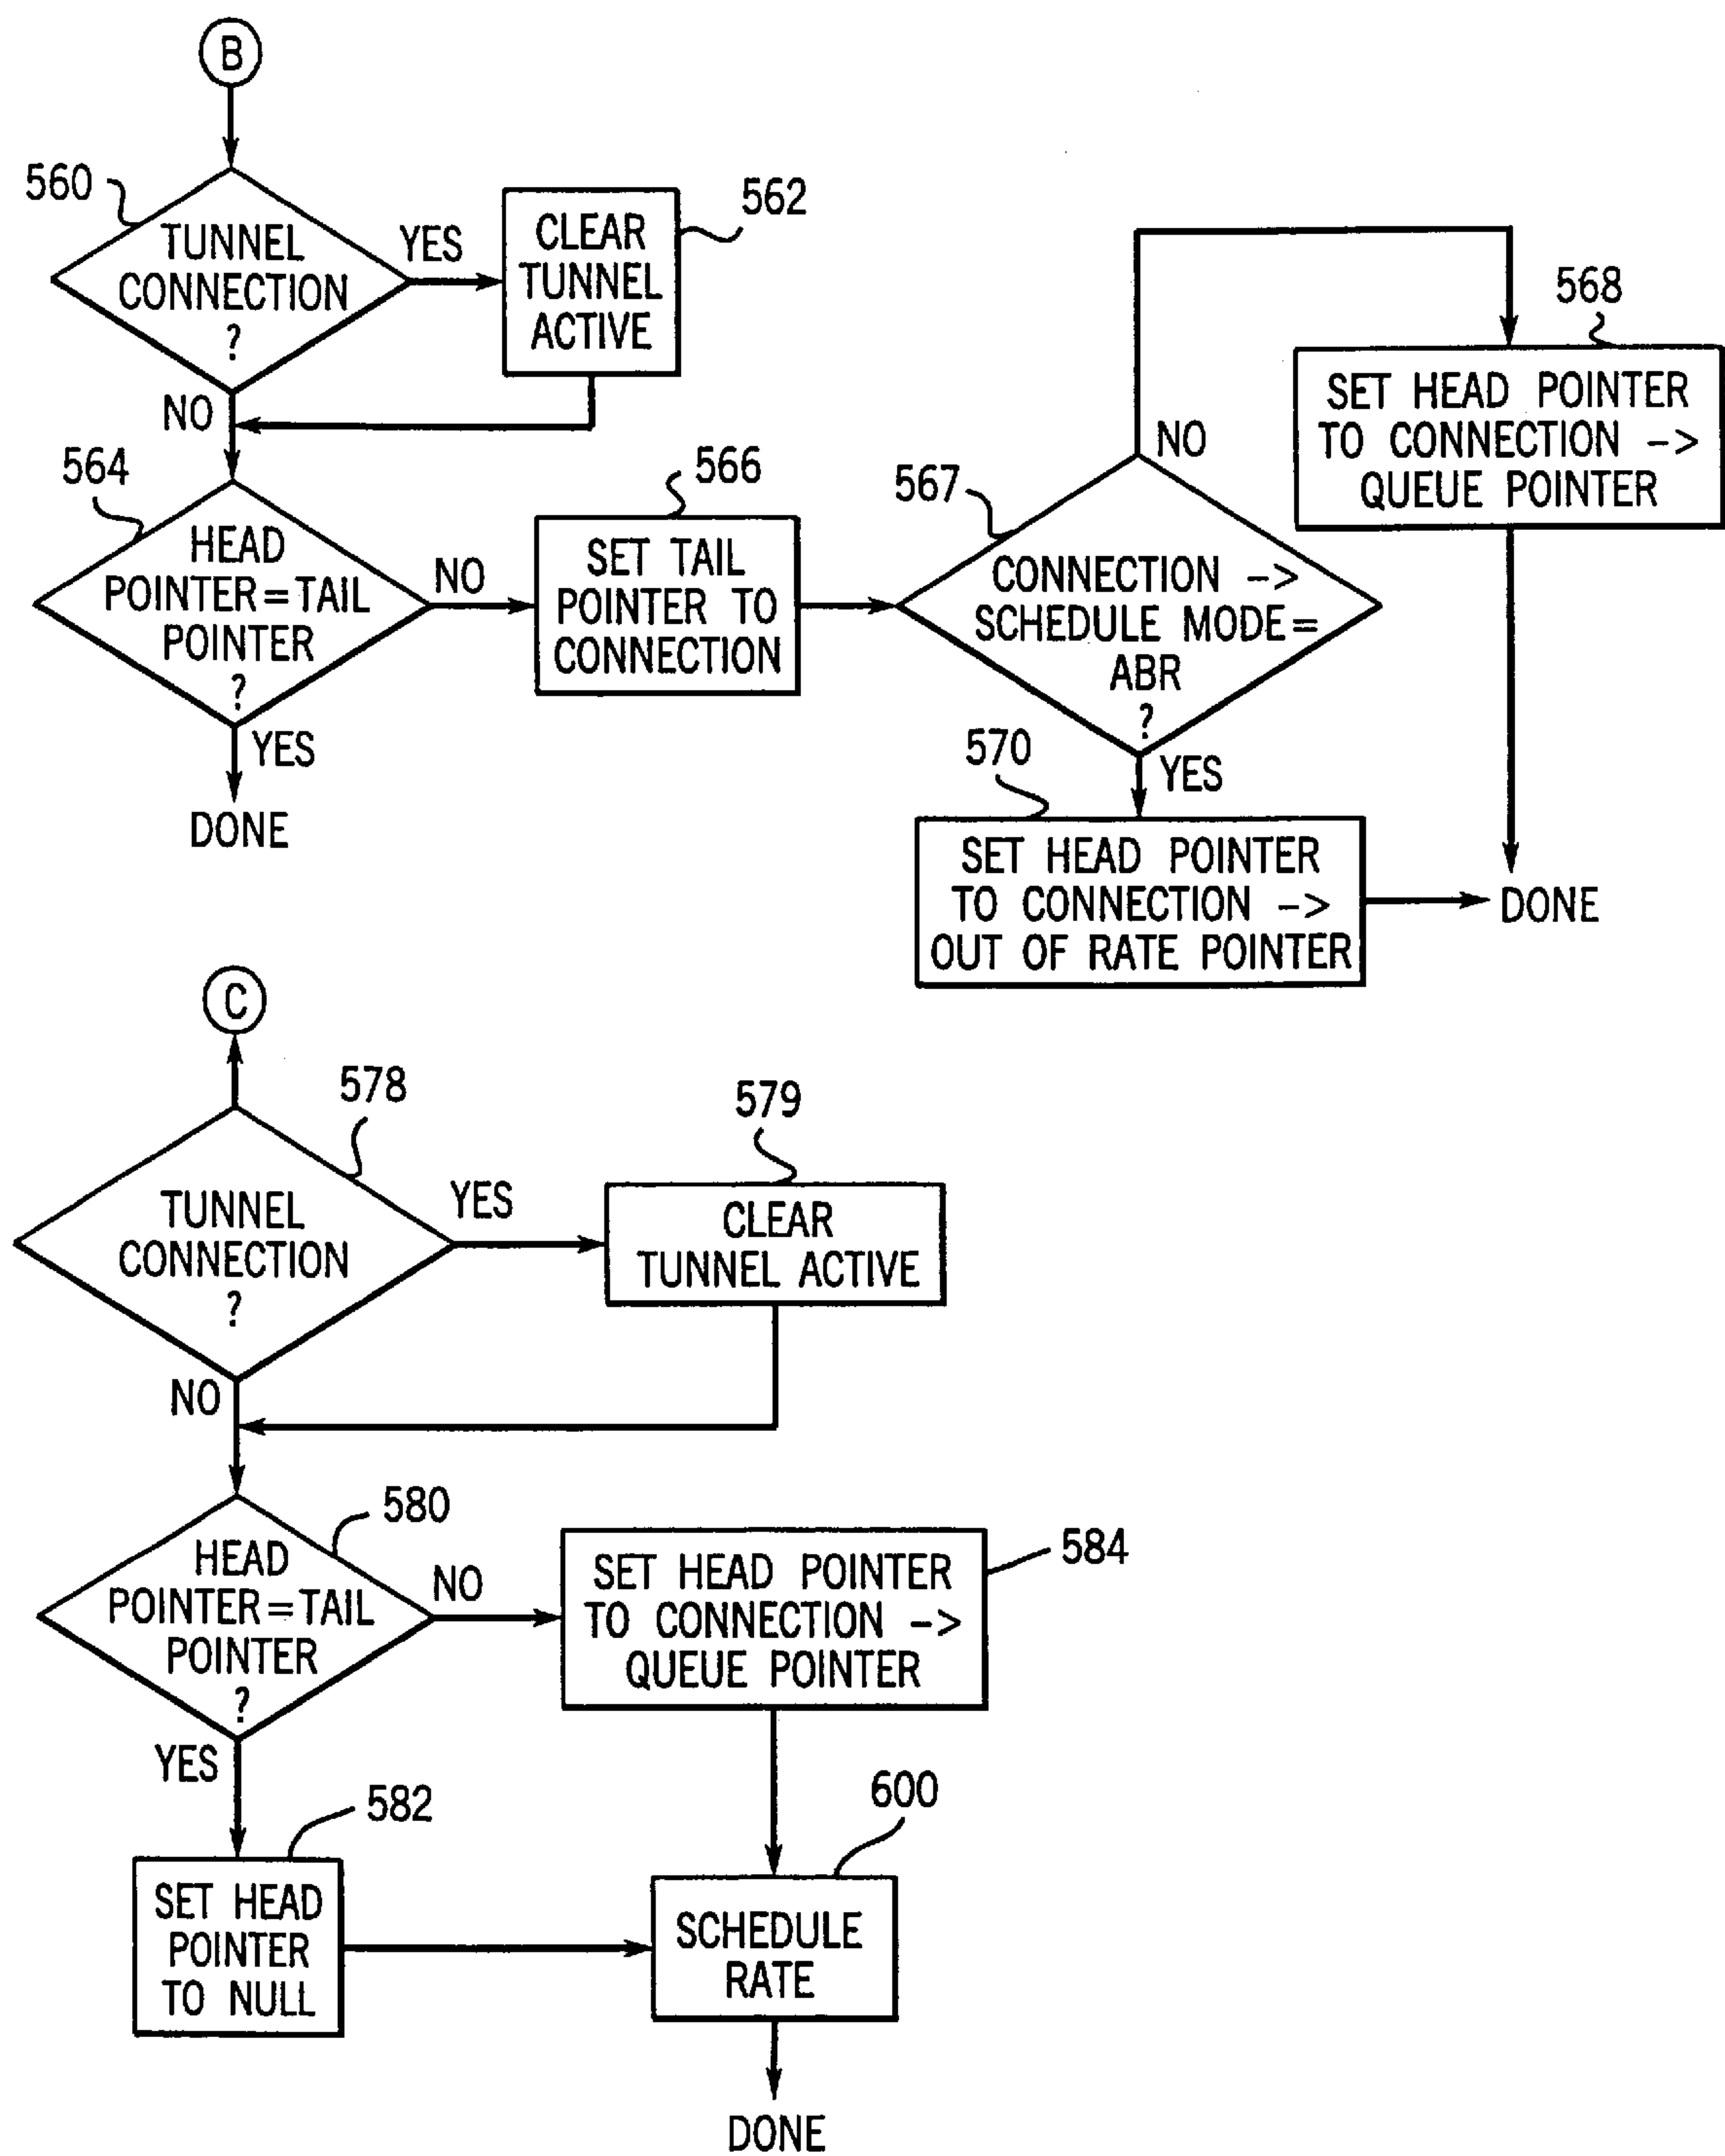 B
560
TUNNEL
CONNECTION
?
YES
CLEAR
TUNNEL
ACTIVE
562
NO
564
HEAD
POINTER=TAIL
POINTER
?
NO
YES
DONE
566
SET TAIL
POINTER TO
CONNECTION
567
CONNECTION ->
SCHEDULE MODE=
ABR
?
NO
568
SET HEAD POINTER
TO CONNECTION ->
QUEUE POINTER
YES
570
SET HEAD POINTER
TO CONNECTION ->
OUT OF RATE POINTER
DONE
C
578
TUNNEL
CONNECTION
?
YES
579
CLEAR
TUNNEL ACTIVE
NO
580
HEAD
POINTER=TAIL
POINTER
?
NO
584
SET HEAD POINTER
TO CONNECTION ->
QUEUE POINTER
YES
582
SET HEAD
POINTER
TO NULL
600
SCHEDULE
RATE
DONE